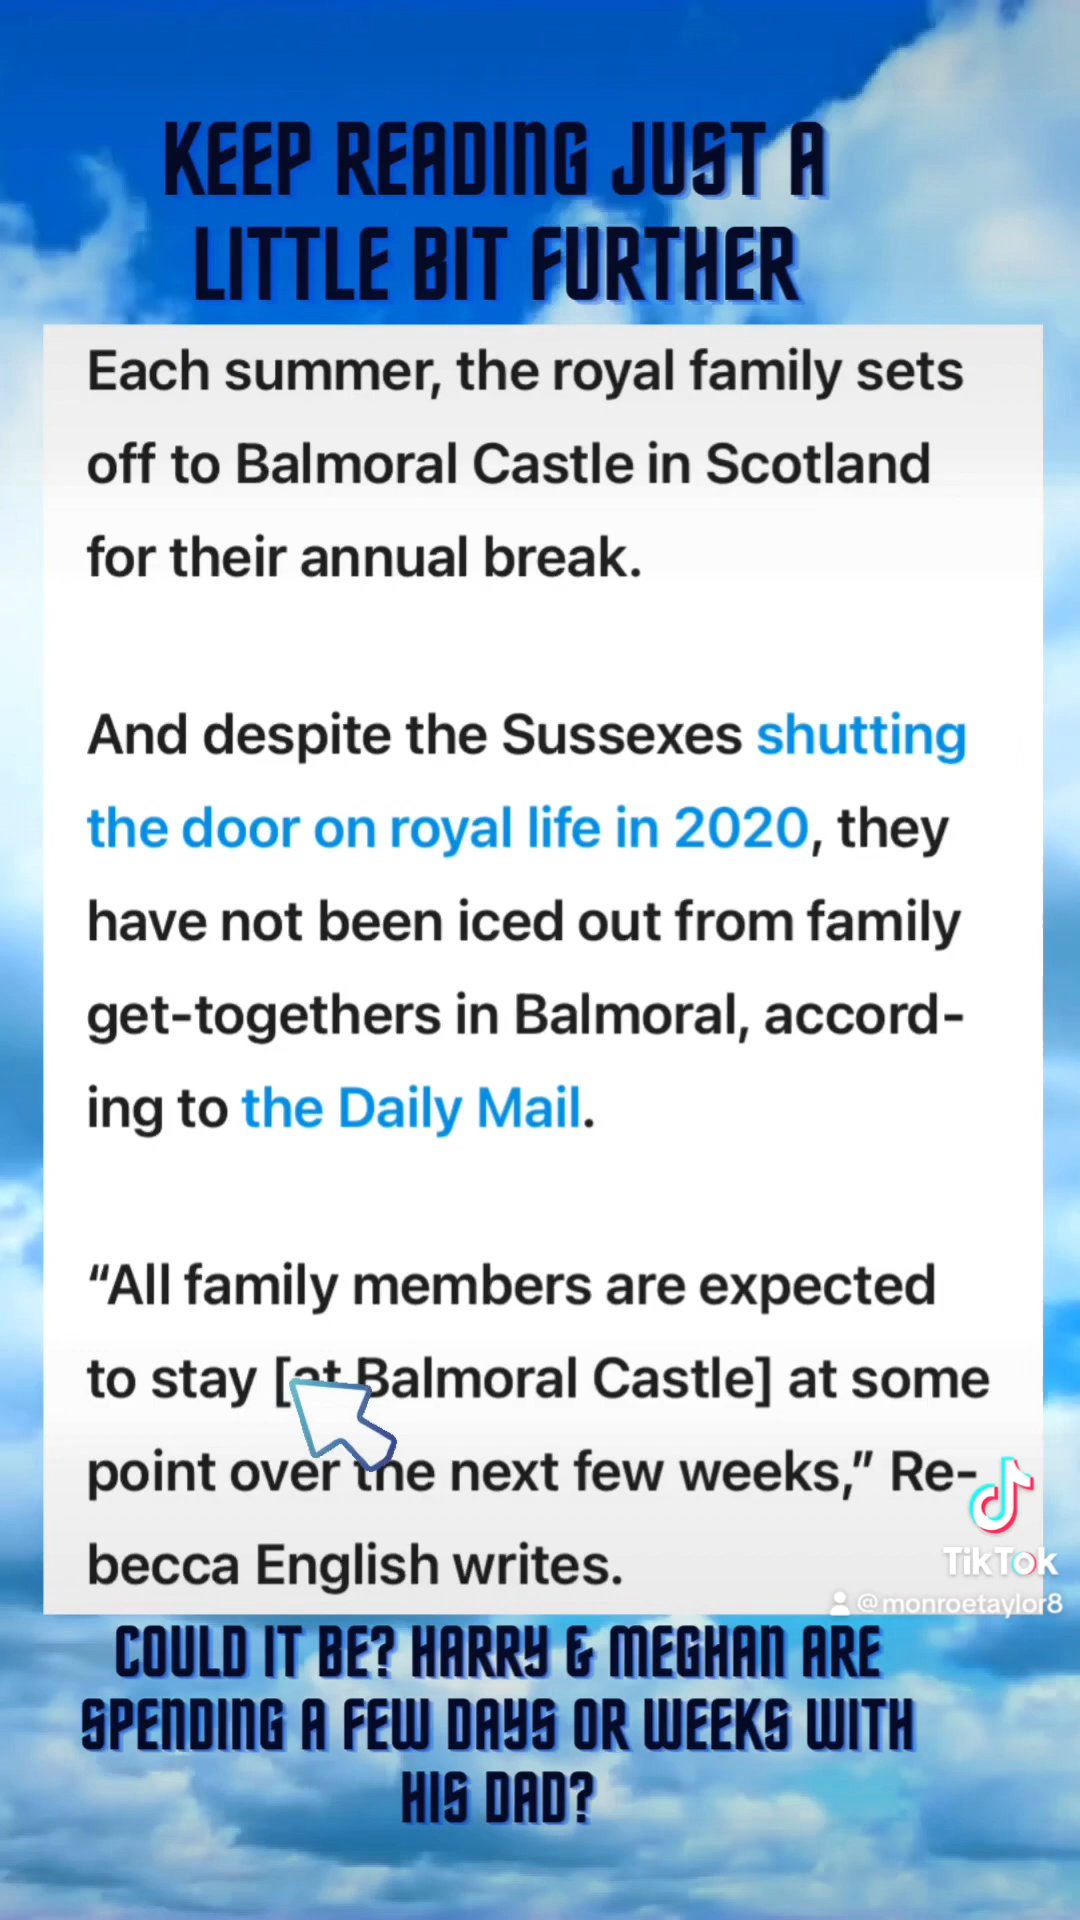 KEEP READING JUST A
LITTLE BIT FURTHER
Each summer, the royal family sets
off to Balmoral Castle in Scotland
for their annual break.
And despite the Sussexes shutting
the door on royal life in 2020, they
have not been iced out from family
get-togethers in Balmoral, accord-
ing to the Daily Mail.
“All family members are expected
to stay [at Balmoral Castle] at some
point over the next few weeks,” Re-
becca English writes.
TikTok
@monroetaylor8
COULD IT BE? HARRY & MEGHAN ARE
SPENDING A FEW DAYS OR WEEKS WITH
HIS DAD?